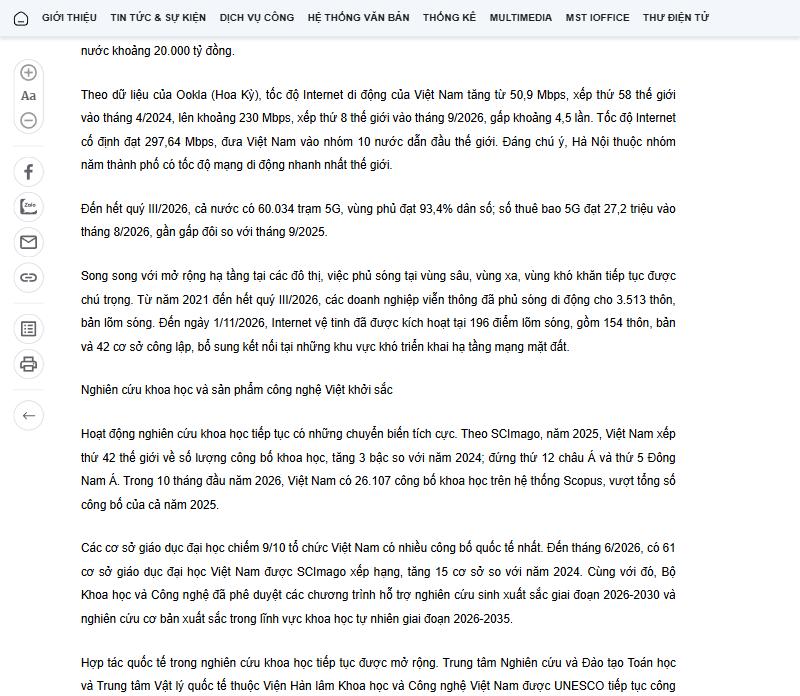 GIỚI THIỆU TIN TỨC & SỰ KIỆN DỊCH VỤ CÔNG HỆ THỐNG VĂN BẢN THỐNG KÊ MULTIMEDIA MST IOFFICE THƯ ĐIỆN TỬ
nước khoảng 20.000 tỷ đồng.
Aa
Theo dữ liệu của Ookla (Hoa Kỳ), tốc độ Internet di động của Việt Nam tăng từ 50,9 Mbps, xếp thứ 58 thế giới
vào tháng 4/2024, lên khoảng 230 Mbps, xếp thứ 8 thế giới vào tháng 9/2026, gấp khoảng 4,5 lần. Tốc độ Internet
cố định đạt 297,64 Mbps, đưa Việt Nam vào nhóm 10 nước dẫn đầu thế giới. Đáng chú ý, Hà Nội thuộc nhóm
năm thành phố có tốc độ mạng di động nhanh nhất thế giới.
Zalo
Đến hết quý III/2026, cả nước có 60.034 trạm 5G, vùng phủ đạt 93,4% dân số; số thuê bao 5G đạt 27,2 triệu vào
tháng 8/2026, gần gấp đôi so với tháng 9/2025.
Song song với mở rộng hạ tầng tại các đô thị, việc phủ sóng tại vùng sâu, vùng xa, vùng khó khăn tiếp tục được
chú trọng. Từ năm 2021 đến hết quý III/2026, các doanh nghiệp viễn thông đã phủ sóng di động cho 3.513 thôn,
bản lõm sóng. Đến ngày 1/11/2026, Internet vệ tinh đã được kích hoạt tại 196 điểm lõm sóng, gồm 154 thôn, bản
và 42 cơ sở công lập, bổ sung kết nối tại những khu vực khó triển khai hạ tầng mạng mặt đất.
Nghiên cứu khoa học và sản phẩm công nghệ Việt khởi sắc
Hoạt động nghiên cứu khoa học tiếp tục có những chuyển biến tích cực. Theo SCImago, năm 2025, Việt Nam xếp
thứ 42 thế giới về số lượng công bố khoa học, tăng 3 bậc so với năm 2024; đứng thứ 12 châu Á và thứ 5 Đông
Nam Á. Trong 10 tháng đầu năm 2026, Việt Nam có 26.107 công bố khoa học trên hệ thống Scopus, vượt tổng số
công bố của cả năm 2025.
Các cơ sở giáo dục đại học chiếm 9/10 tổ chức Việt Nam có nhiều công bố quốc tế nhất. Đến tháng 6/2026, có 61
cơ sở giáo dục đại học Việt Nam được SCImago xếp hạng, tăng 15 cơ sở so với năm 2024. Cùng với đó, Bộ
Khoa học và Công nghệ đã phê duyệt các chương trình hỗ trợ nghiên cứu sinh xuất sắc giai đoạn 2026-2030 và
nghiên cứu cơ bản xuất sắc trong lĩnh vực khoa học tự nhiên giai đoạn 2026-2035.
Hợp tác quốc tế trong nghiên cứu khoa học tiếp tục được mở rộng. Trung tâm Nghiên cứu và Đào tạo Toán học
và Trung tâm Vật lý quốc tế thuộc Viện Hàn lâm Khoa học và Công nghệ Việt Nam được UNESCO tiếp tục công